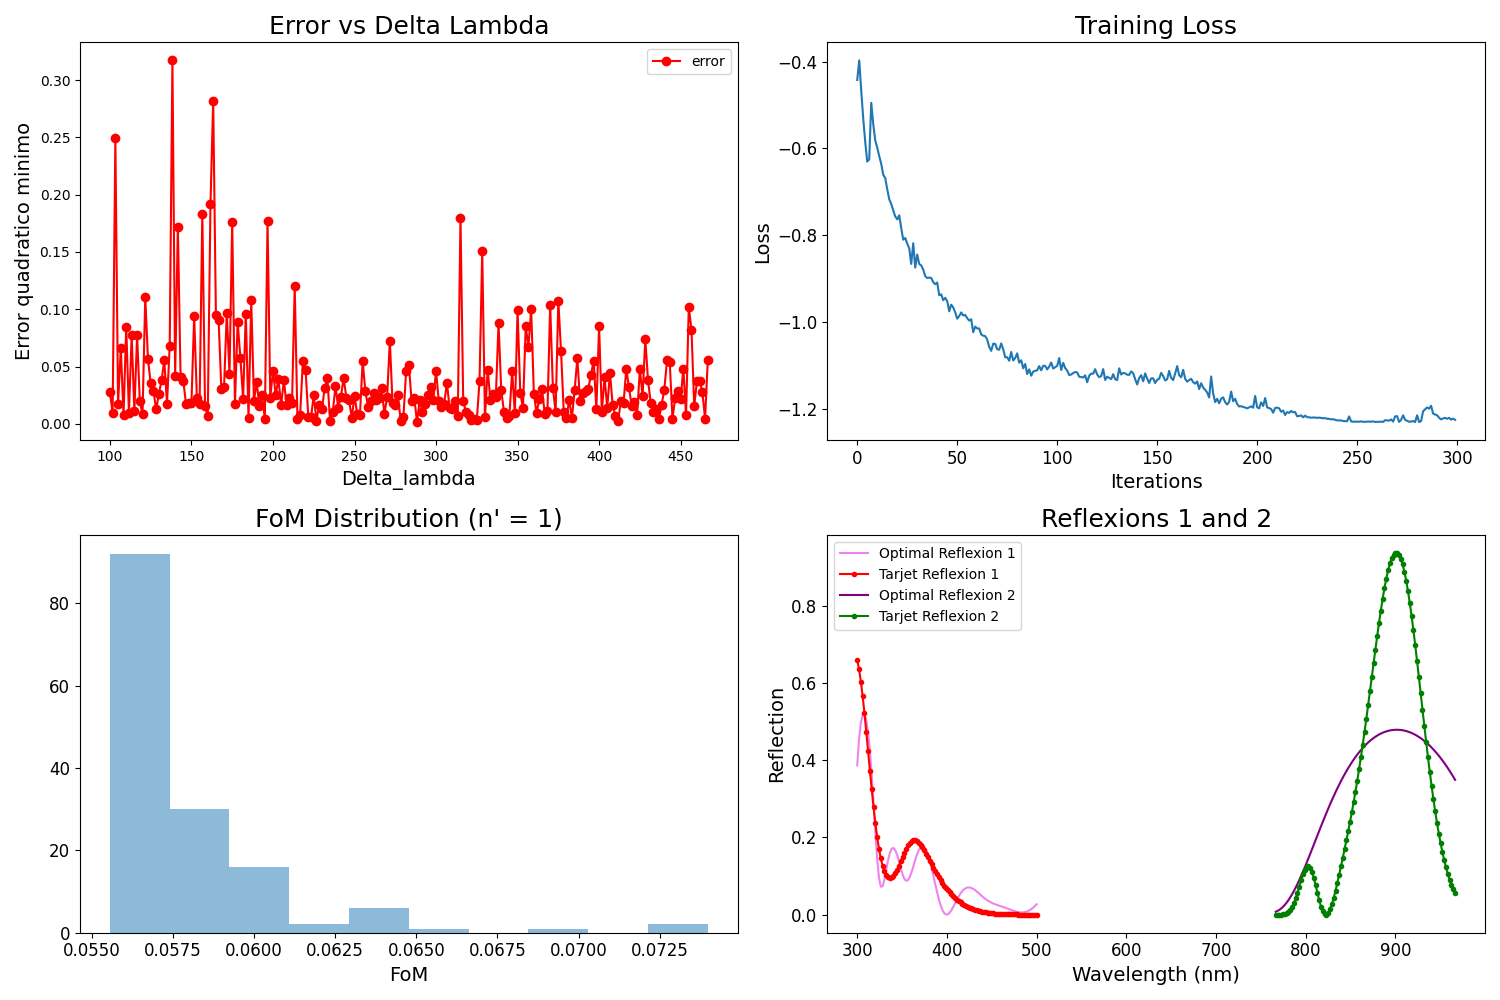 Error vs Delta Lambda
error
Error quadratico minimo
0.30
0.25
0.20
0.15
0.10
0.05
0.00
100 150 200 250 300 350 400 450
Delta_lambda
Training Loss
Loss
−0.4
−0.6
−0.8
−1.0
−1.2
0 50 100 150 200 250 300
Iterations
FoM Distribution (n' = 1)
80
60
40
20
0
0.0550 0.0575 0.0600 0.0625 0.0650 0.0675 0.0700 0.0725
FoM
Reflexions 1 and 2
Optimal Reflexion 1
Tarjet Reflexion 1
Optimal Reflexion 2
Tarjet Reflexion 2
Reflection
0.8
0.6
0.4
0.2
0.0
300 400 500 600 700 800 900
Wavelength (nm)